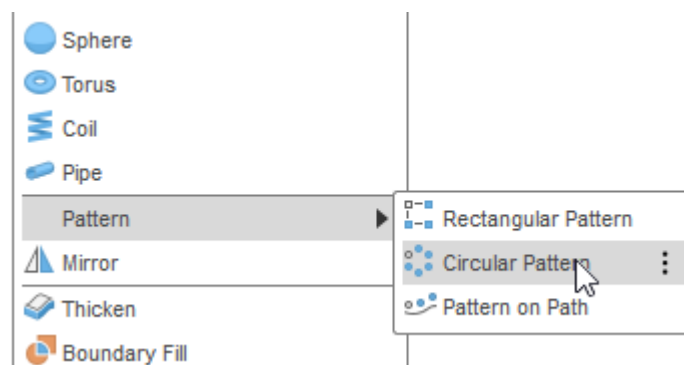 Sphere
Torus
Coil
Pipe
Pattern
Rectangular Pattern
Mirror
Circular Pattern
Thicken
Pattern on Path
Boundary Fill